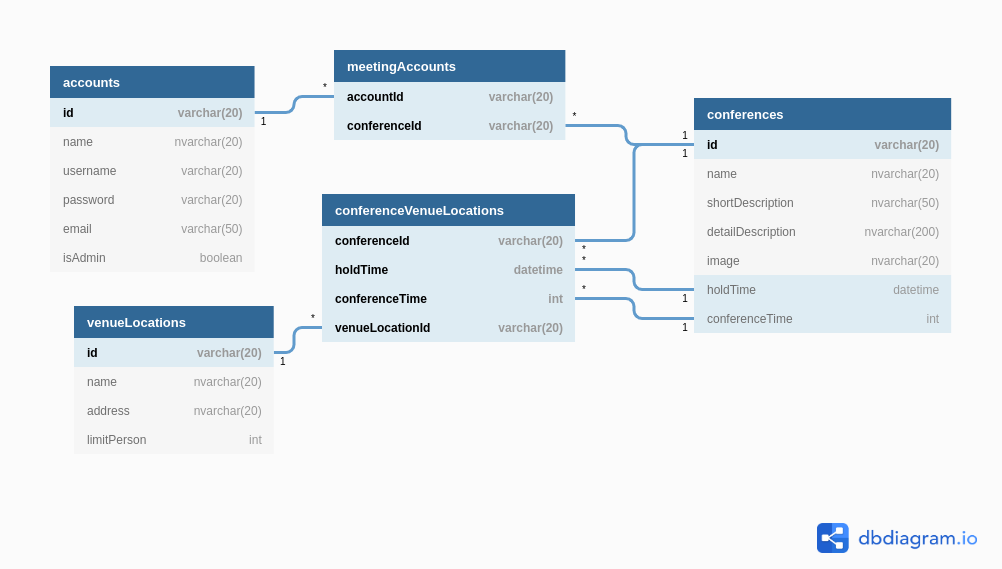 accounts
id varchar(20)
name nvarchar(20)
username varchar(20)
password varchar(20)
email varchar(50)
isAdmin boolean
1
*
meetingAccounts
accountId varchar(20)
conferenceId varchar(20)
*
1
1
conferences
id varchar(20)
name nvarchar(20)
shortDescription nvarchar(50)
detailDescription nvarchar(200)
image nvarchar(20)
holdTime datetime
conferenceTime int
conferenceVenueLocations
conferenceId varchar(20)
holdTime datetime
conferenceTime int
venueLocationId varchar(20)
*
*
*
1
1
venueLocations
id varchar(20)
name nvarchar(20)
address nvarchar(20)
limitPerson int
*
1
dbdiagram.io